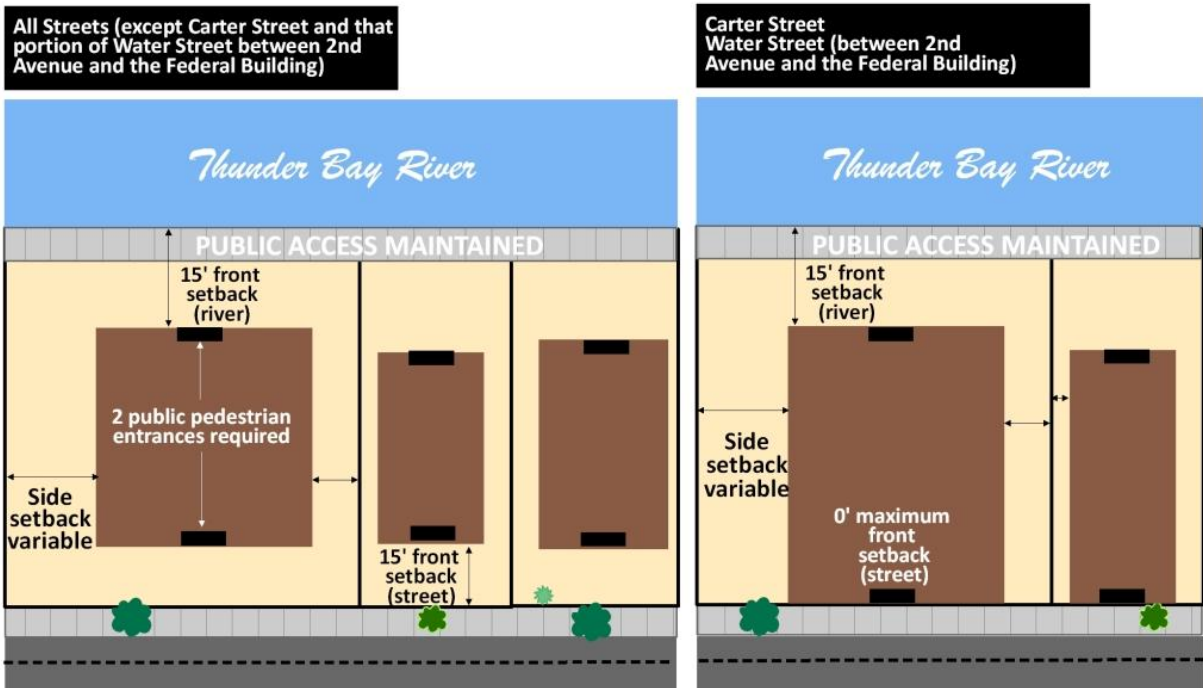 All Streets (except Carter Street and that
portion of Water Street between 2nd
Avenue and the Federal Building)
Thunder Bay River
PUBLIC ACCESS MAINTAINED
15' front
setback
(river)
2 public pedestrian
entrances required
Side
setback
variable
15' front
setback
(street)
Carter Street
Water Street (between 2nd
Avenue and the Federal Building)
Thunder Bay River
PUBLIC ACCESS MAINTAINED
15' front
setback
(river)
Side
setback
variable
0' maximum
front
setback
(street)